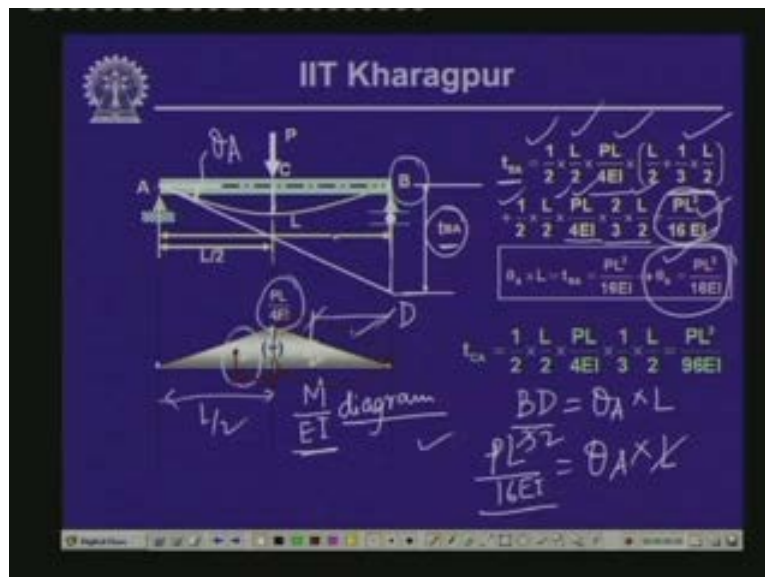 IIT Kharagpur
θA
P
C
A
B
L
tBA
L/2
D
PL/4EI
(+)
L/2
M/EI diagram
tBA = 1/2 × L/2 × PL/4EI × (L/2 + 1/3 × L/2)
+ 1/2 × L/2 × PL/4EI × 2/3 × L/2
PL³/16EI
θA × L = tBA = PL³/16EI
θA = PL²/16EI
tCA = 1/2 × L/2 × PL/4EI × 1/3 × L/2 = PL³/96EI
BD = θA × L
PL³²/16EI = θA × L